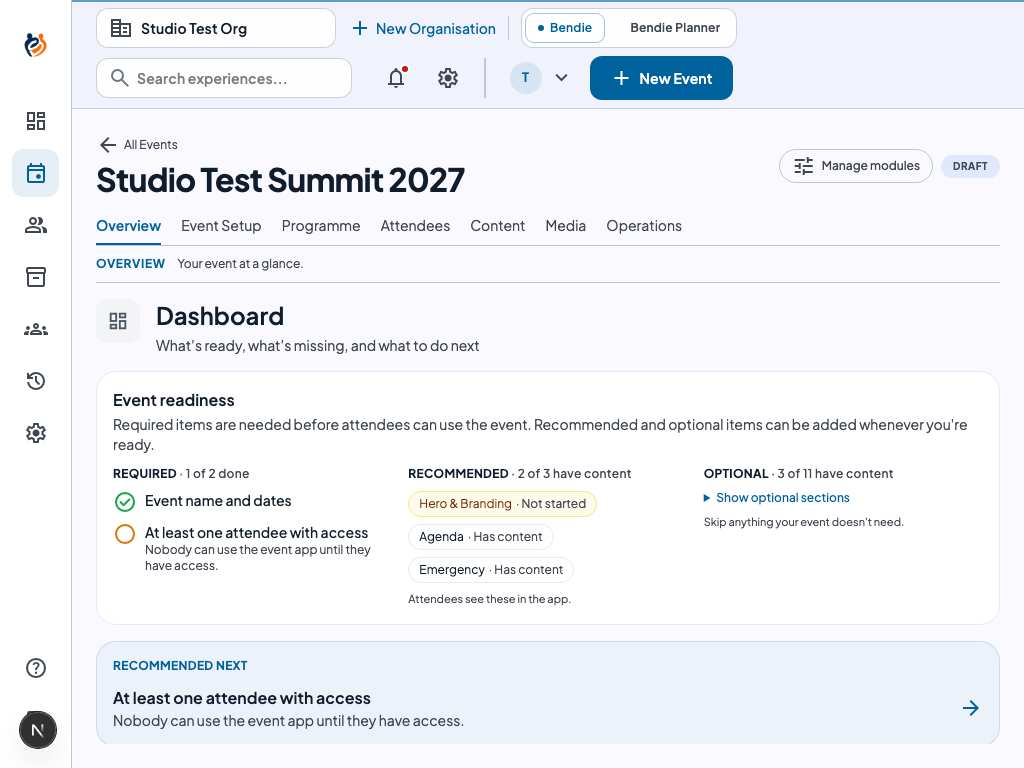 Studio Test Org
New Organisation
Bendie
Bendie Planner
Search experiences...
T
New Event
All Events
Studio Test Summit 2027
Manage modules
DRAFT
Overview
Event Setup
Programme
Attendees
Content
Media
Operations
OVERVIEW
Your event at a glance.
Dashboard
What's ready, what's missing, and what to do next
Event readiness
Required items are needed before attendees can use the event. Recommended and optional items can be added whenever you're
ready.
REQUIRED · 1 of 2 done
Event name and dates
At least one attendee with access
Nobody can use the event app until they
have access.
RECOMMENDED · 2 of 3 have content
Hero & Branding · Not started
Agenda · Has content
Emergency · Has content
Attendees see these in the app.
OPTIONAL · 3 of 11 have content
Show optional sections
Skip anything your event doesn't need.
RECOMMENDED NEXT
At least one attendee with access
Nobody can use the event app until they have access.
N